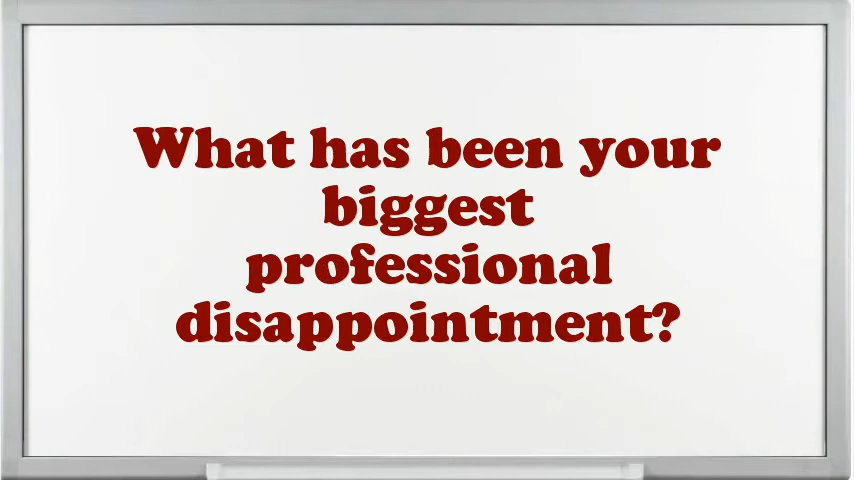 What has been your
biggest
professional
disappointment?